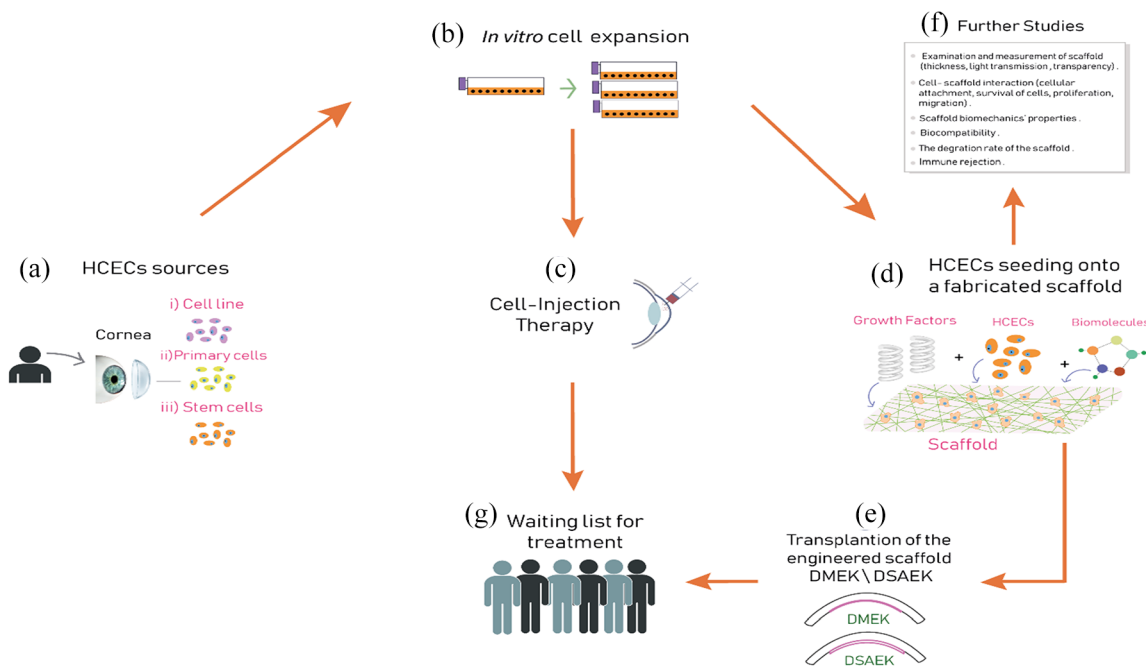 (a)
HCECs sources
i) Cell line
Cornea
ii)Primary cells
iii) Stem cells
(b)
In vitro cell expansion
(c)
Cell-Injection
Therapy
(d)
HCECs seeding onto
a fabricated scaffold
Growth Factors
HCECs
Biomolecules
+
+
Scaffold
(e)
Transplantion of the
engineered scaffold
DMEK\DSAEK
DMEK
DSAEK
(f)
Further Studies
Examination and measurement of scaffold
(thickness, light transmission , transparency) .
Cell- scaffold interaction (cellular
attachment, survival of cells, proliferation,
migration) .
Scaffold biomechanics' properties .
Biocompatibility .
The degration rate of the scaffold .
Immune rejection .
(g)
Waiting list for
treatment